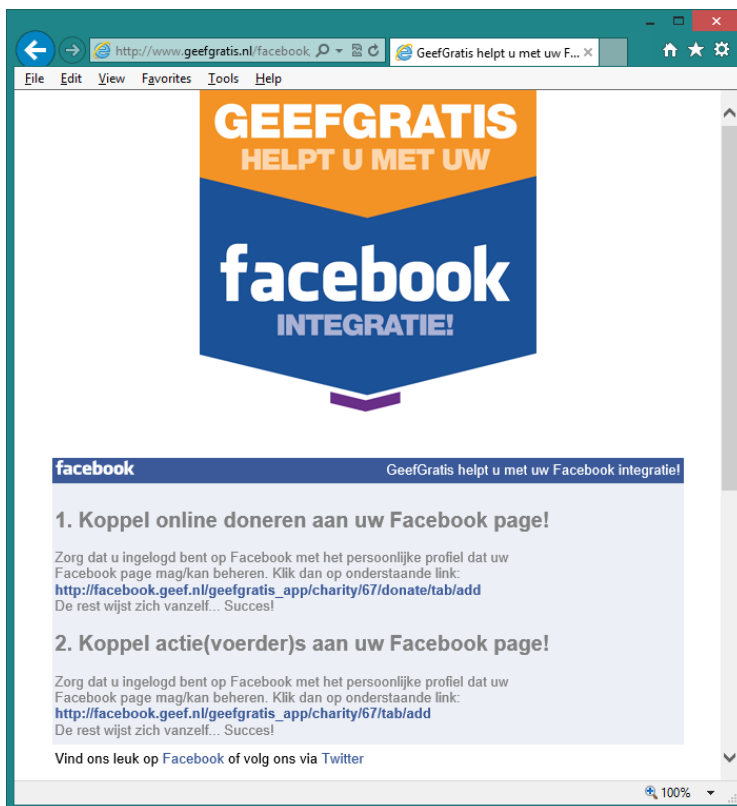 http://www.geefgratis.nl/facebook
GeefGratis helpt u met uw F...
File Edit View Favorites Tools Help
GEEFGRATIS
HELPT U MET UW
facebook
INTEGRATIE!
facebook GeefGratis helpt u met uw Facebook integratie!
1. Koppel online doneren aan uw Facebook page!
Zorg dat u ingelogd bent op Facebook met het persoonlijke profiel dat uw
Facebook page mag/kan beheren. Klik dan op onderstaande link:
http://facebook.geef.nl/geefgratis_app/charity/67/donate/tab/add
De rest wijst zich vanzelf... Succes!
2. Koppel actie(voerder)s aan uw Facebook page!
Zorg dat u ingelogd bent op Facebook met het persoonlijke profiel dat uw
Facebook page mag/kan beheren. Klik dan op onderstaande link:
http://facebook.geef.nl/geefgratis_app/charity/67/tab/add
De rest wijst zich vanzelf... Succes!
Vind ons leuk op Facebook of volg ons via Twitter
100%